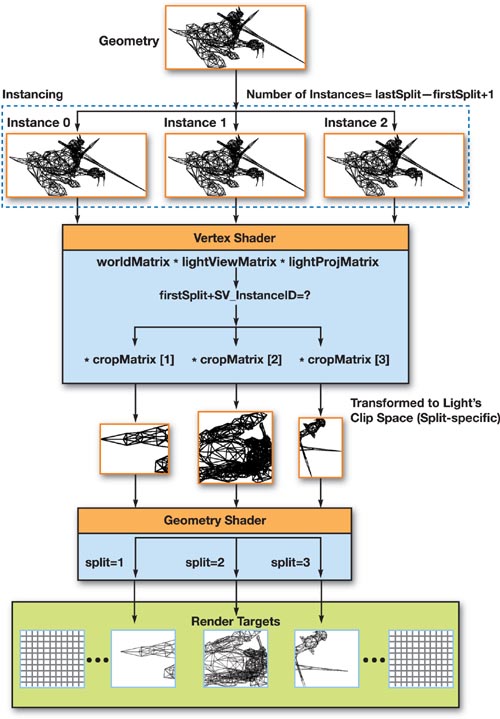 Geometry
Instancing
Number of Instances= lastSplit—firstSplit+1
Instance 0
Instance 1
Instance 2
Vertex Shader
worldMatrix * lightViewMatrix * lightProjMatrix
firstSplit+SV_InstanceID=?
* cropMatrix [1]
* cropMatrix [2]
* cropMatrix [3]
Transformed to Light's
Clip Space (Split-specific)
Geometry Shader
split=1
split=2
split=3
Render Targets